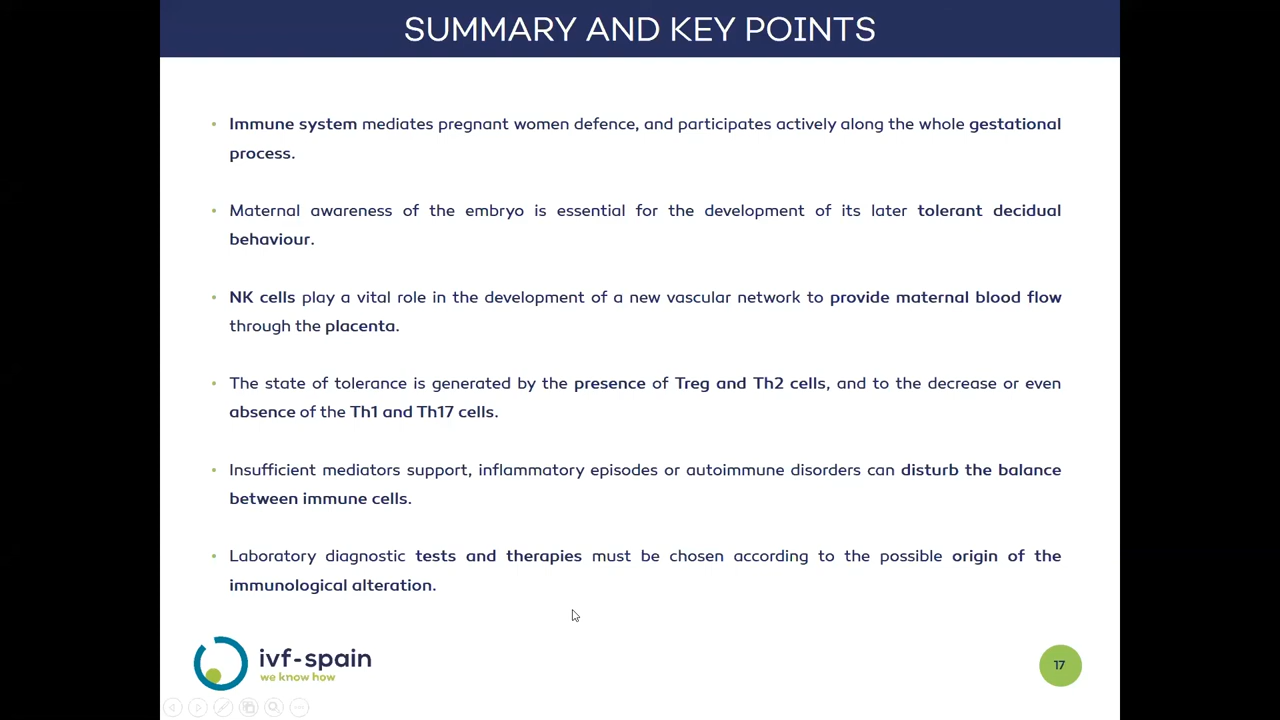 SUMMARY AND KEY POINTS
• Immune system mediates pregnant women defence, and participates actively along the whole gestational
process.
• Maternal awareness of the embryo is essential for the development of its later tolerant decidual
behaviour.
• NK cells play a vital role in the development of a new vascular network to provide maternal blood flow
through the placenta.
• The state of tolerance is generated by the presence of Treg and Th2 cells, and to the decrease or even
absence of the Th1 and Th17 cells.
• Insufficient mediators support, inflammatory episodes or autoimmune disorders can disturb the balance
between immune cells.
• Laboratory diagnostic tests and therapies must be chosen according to the possible origin of the
immunological alteration.
ivf-spain
we know how
17